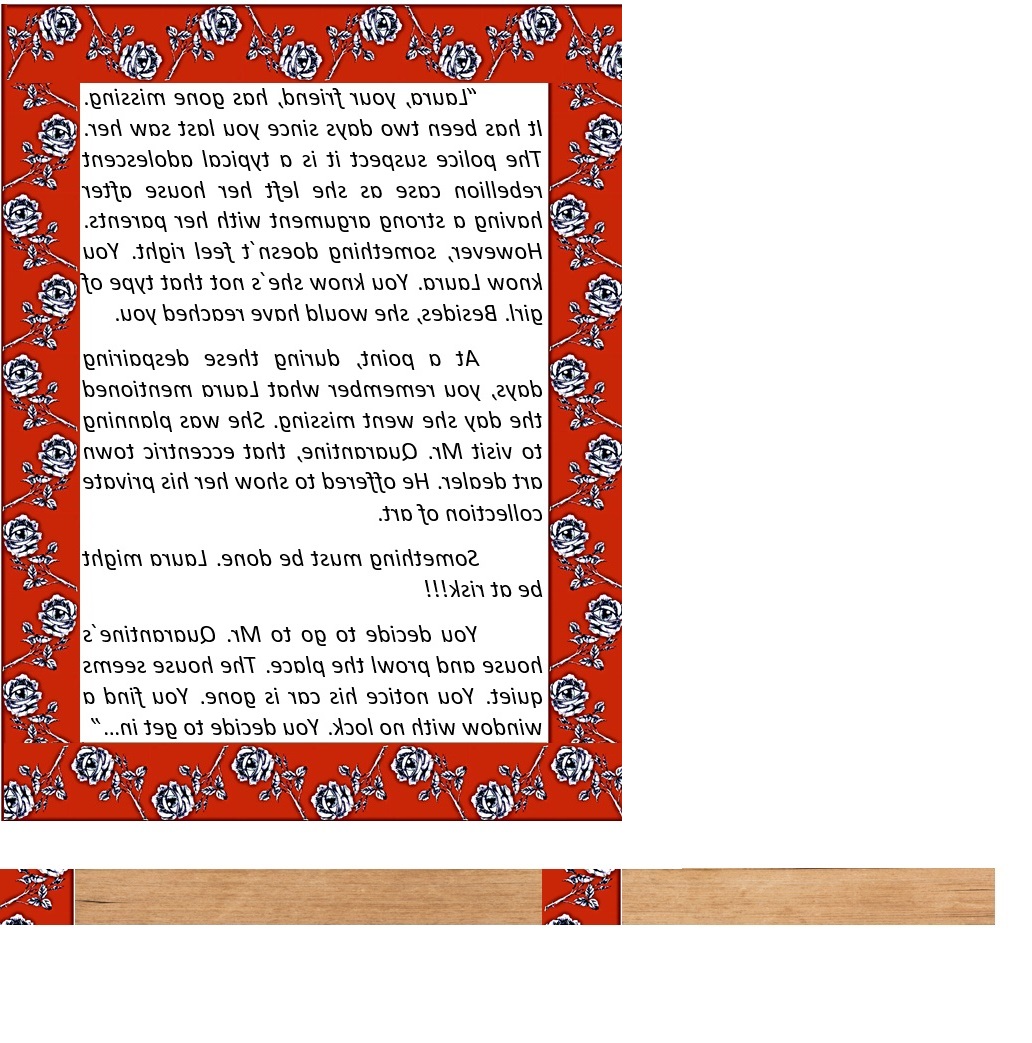 “Laura, your friend, has gone missing.
It has been two days since you last saw her.
The police suspect it is a typical adolescent
rebellion case as she left her house after
having a strong argument with her parents.
However, something doesn`t feel right. You
know Laura. You know she`s not that type of
girl. Besides, she would have reached you.
At a point, during these despairing
days, you remember what Laura mentioned
the day she went missing. She was planning
to visit Mr. Quarantine, that eccentric town
art dealer. He offered to show her his private
collection of art.
Something must be done. Laura might
be at risk!!!
You decide to go to Mr. Quarantine`s
house and prowl the place. The house seems
quiet. You notice his car is gone. You find a
window with no lock. You decide to get in...”